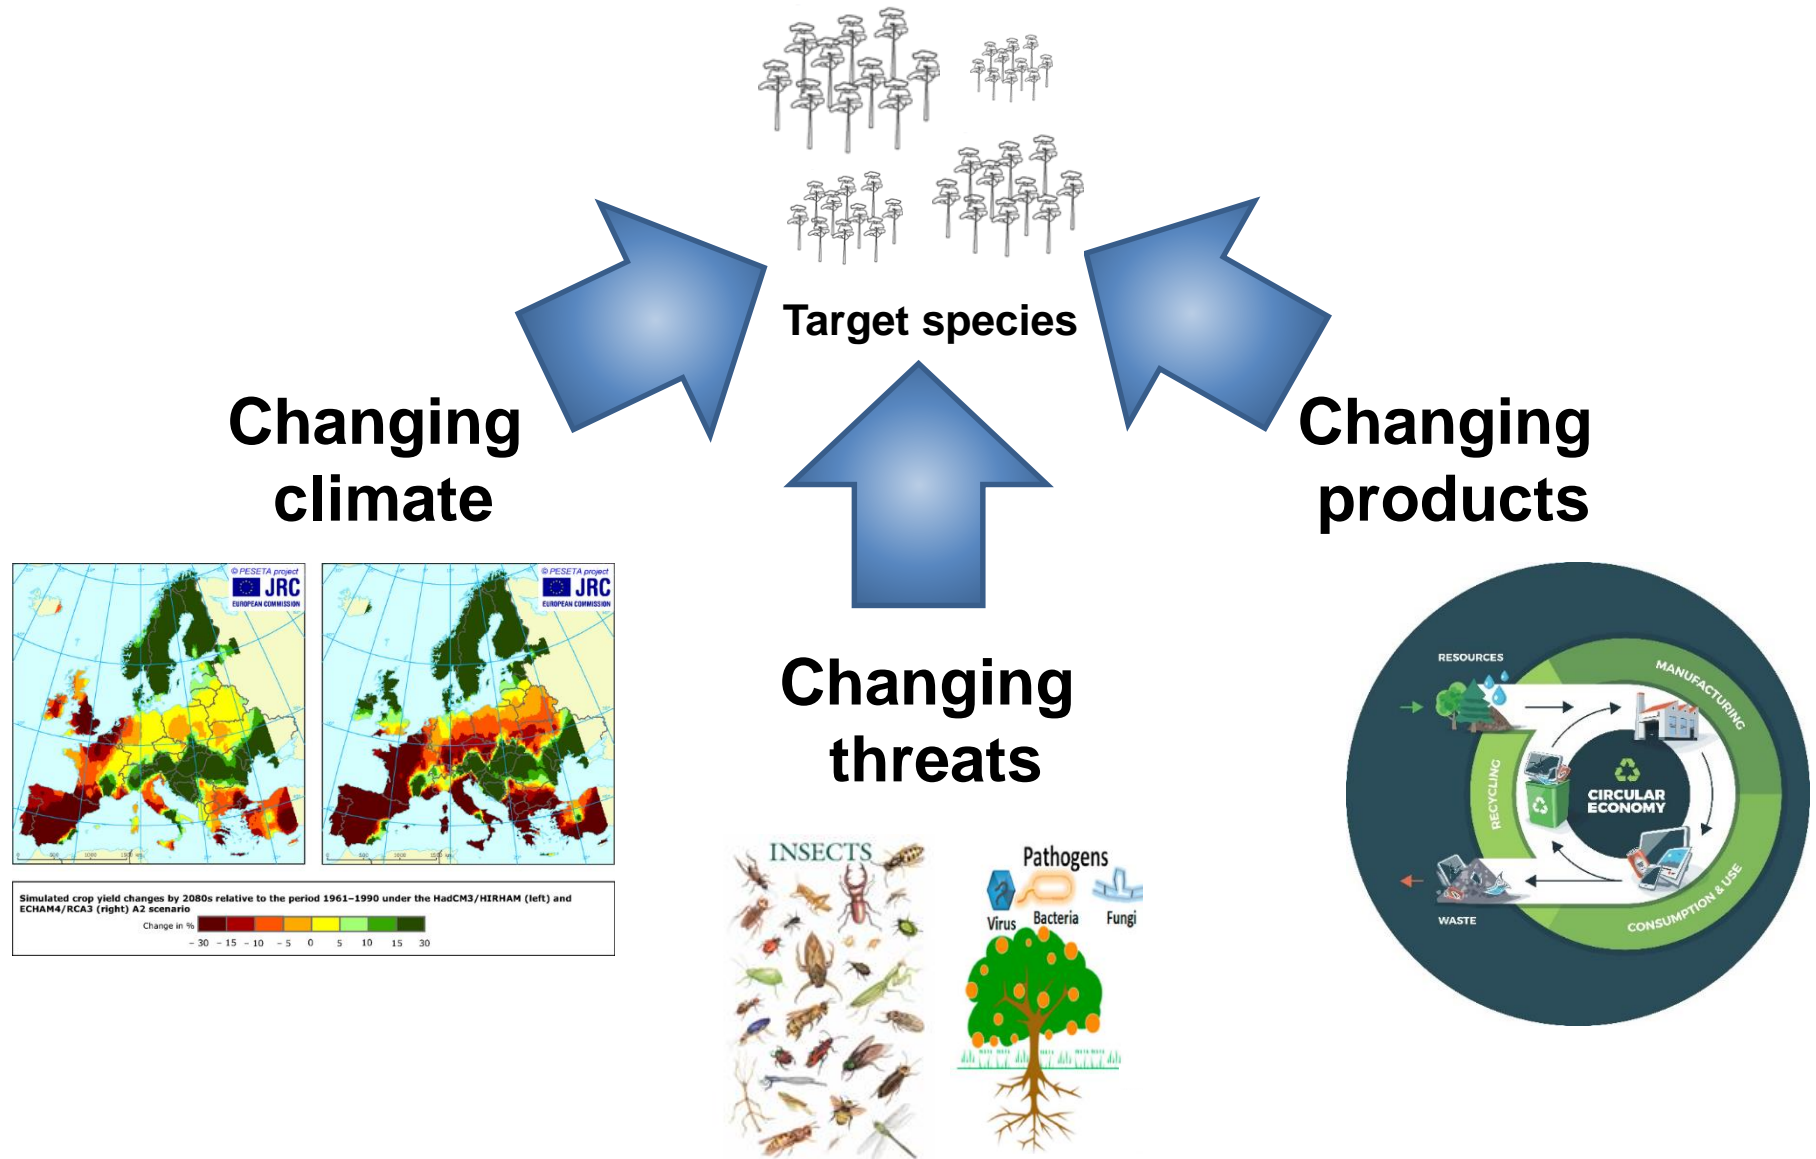 Target species
Changing
climate
Changing
products
Changing
threats
© PESETA project
JRC
EUROPEAN COMMISSION
© PESETA project
JRC
EUROPEAN COMMISSION
Simulated crop yield changes by 2080s relative to the period 1961–1990 under the HadCM3/HIRHAM (left) and
ECHAM4/RCA3 (right) A2 scenario
Change in %
– 30 – 15 – 10 – 5 0 5 10 15 30
INSECTS
Pathogens
Virus
Bacteria
Fungi
RESOURCES
MANUFACTURING
RECYCLING
CIRCULAR
ECONOMY
CONSUMPTION & USE
WASTE